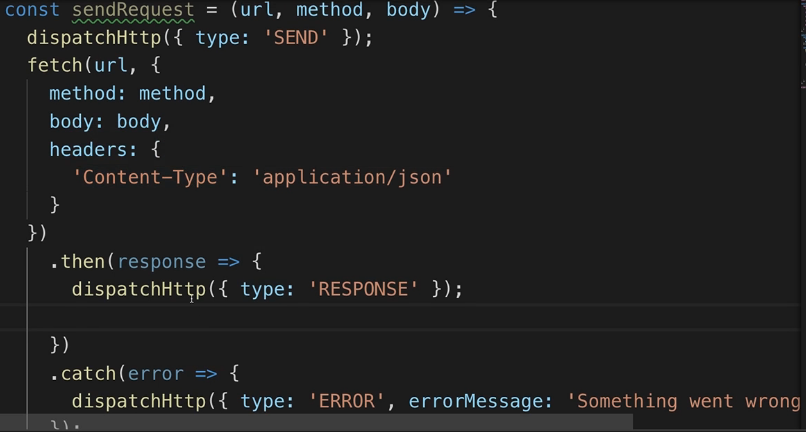 const sendRequest = (url, method, body) => {
dispatchHttp({ type: 'SEND' });
fetch(url, {
method: method,
body: body,
headers: {
'Content-Type': 'application/json'
}
})
.then(response => {
dispatchHttp({ type: 'RESPONSE' });
})
.catch(error => {
dispatchHttp({ type: 'ERROR', errorMessage: 'Something went wrong
});